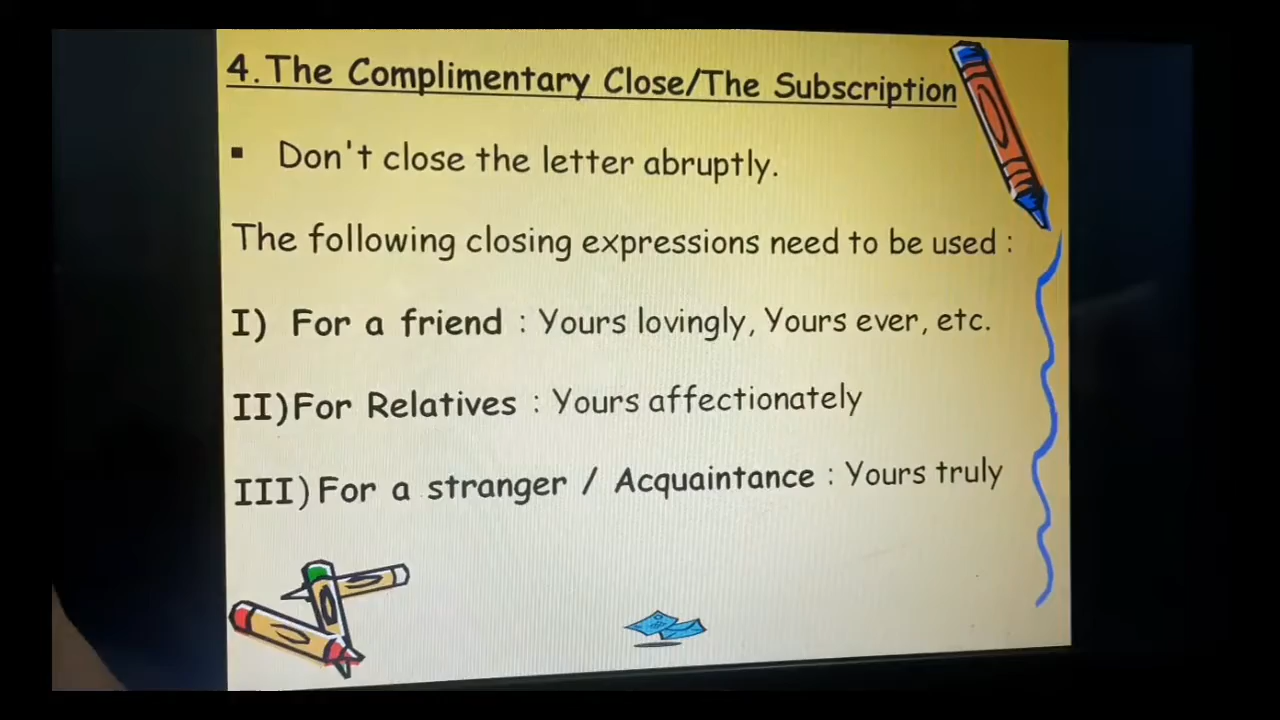 4. The Complimentary Close/The Subscription
▪ Don't close the letter abruptly.
The following closing expressions need to be used :
I) For a friend : Yours lovingly, Yours ever, etc.
II)For Relatives : Yours affectionately
III)For a stranger / Acquaintance : Yours truly